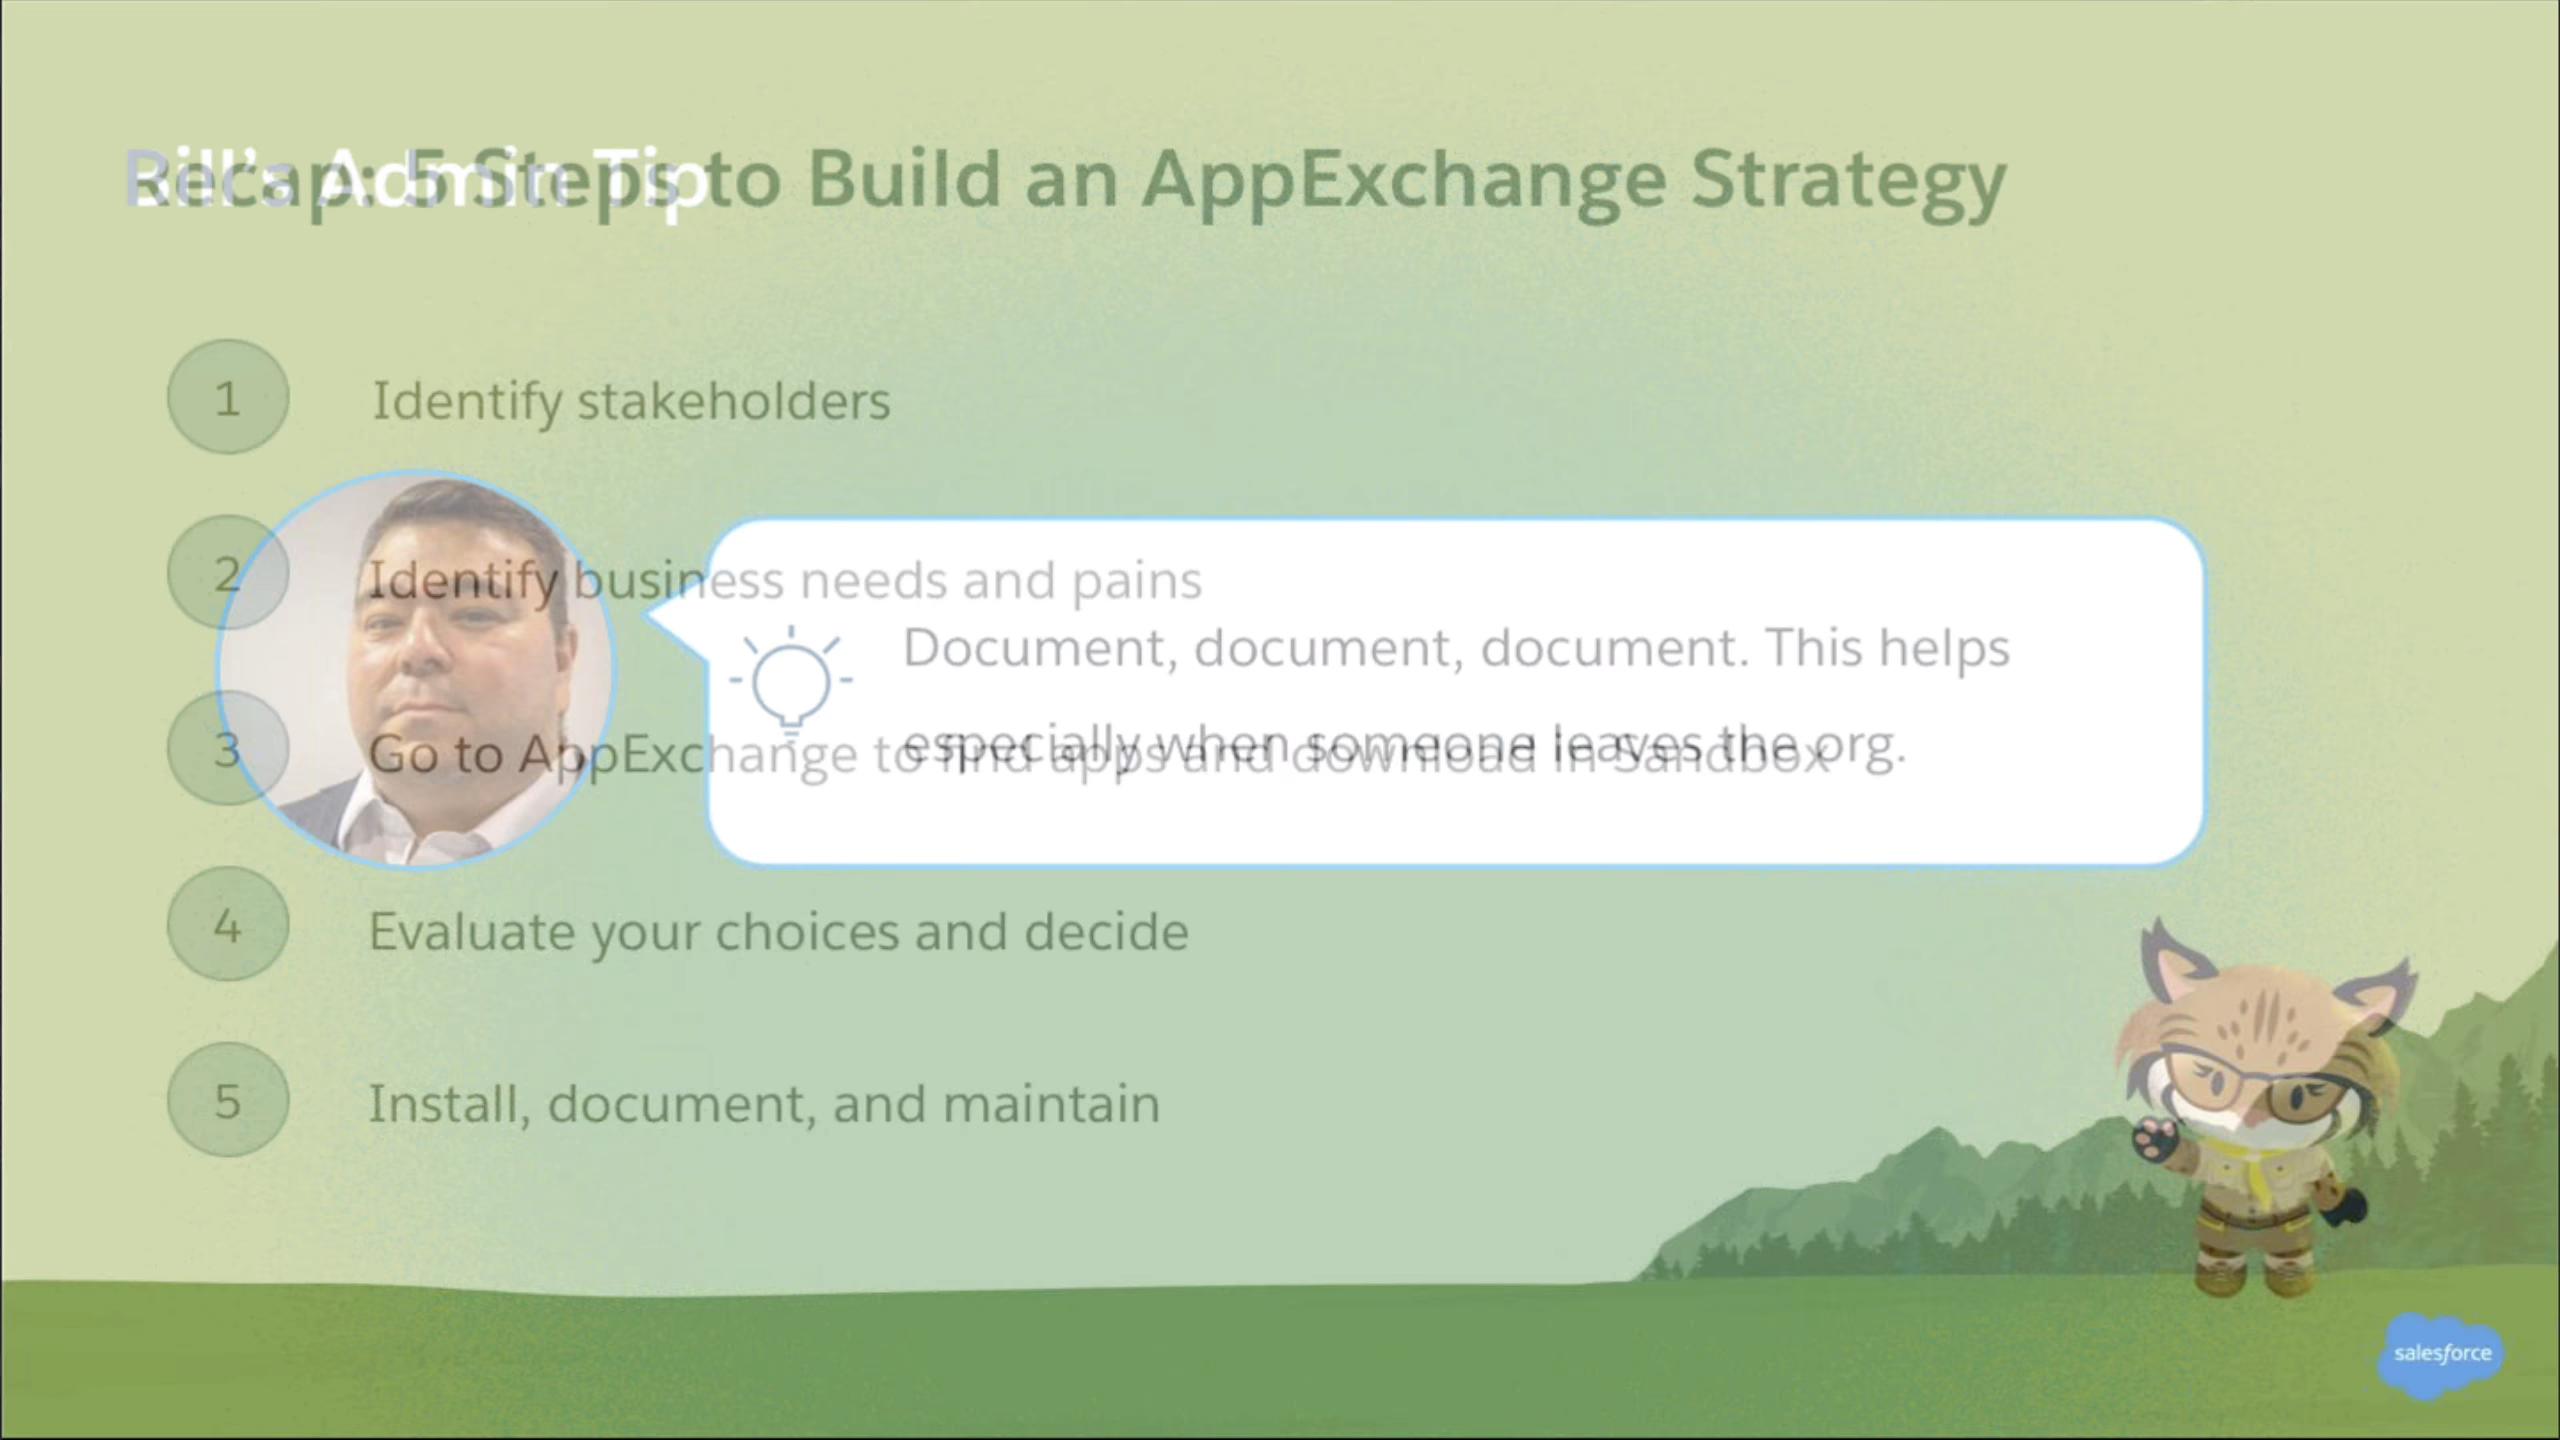 Bill's Admin Tip
Recap: 5 Steps to Build an AppExchange Strategy
1 Identify stakeholders
2 Identify business needs and pains
Document, document, document. This helps
especially when someone leaves the org.
3 Go to AppExchange to find apps and download in Sandbox
4 Evaluate your choices and decide
5 Install, document, and maintain
salesforce